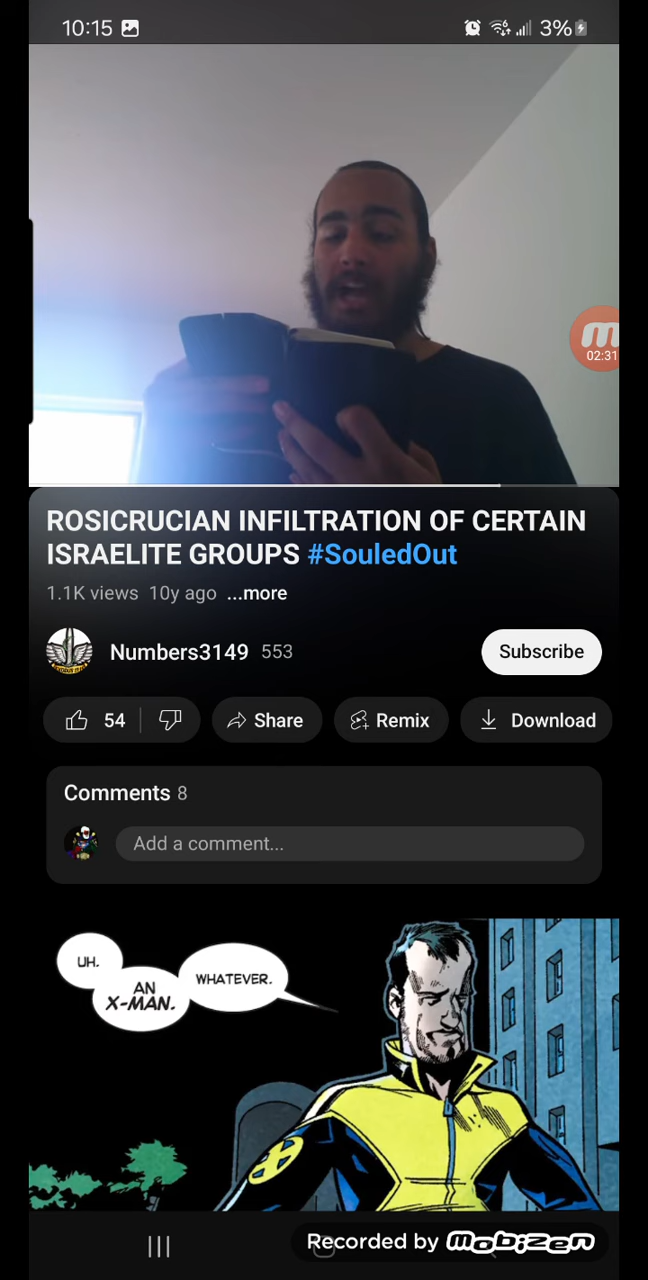 10:15
3%
02:31
ROSICRUCIAN INFILTRATION OF CERTAIN
ISRAELITE GROUPS #SouledOut
1.1K views 10y ago ...more
Numbers3149 553
Subscribe
54
Share
Remix
Download
Comments 8
Add a comment...
UH.
AN
X-MAN.
WHATEVER.
Recorded by mobizen